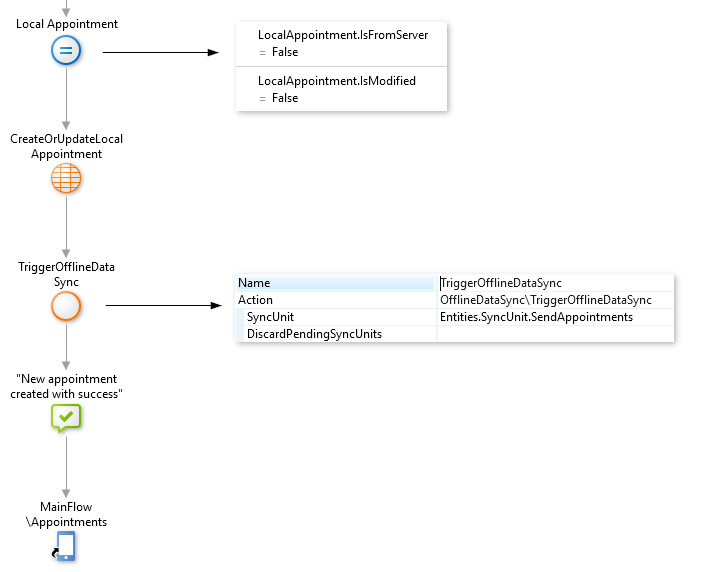 Local Appointment
LocalAppointment.IsFromServer
= False
LocalAppointment.IsModified
= False
CreateOrUpdateLocal
Appointment
TriggerOfflineData
Sync
Name TriggerOfflineDataSync
Action OfflineDataSync\TriggerOfflineDataSync
SyncUnit Entities.SyncUnit.SendAppointments
DiscardPendingSyncUnits
"New appointment
created with success"
MainFlow
\Appointments